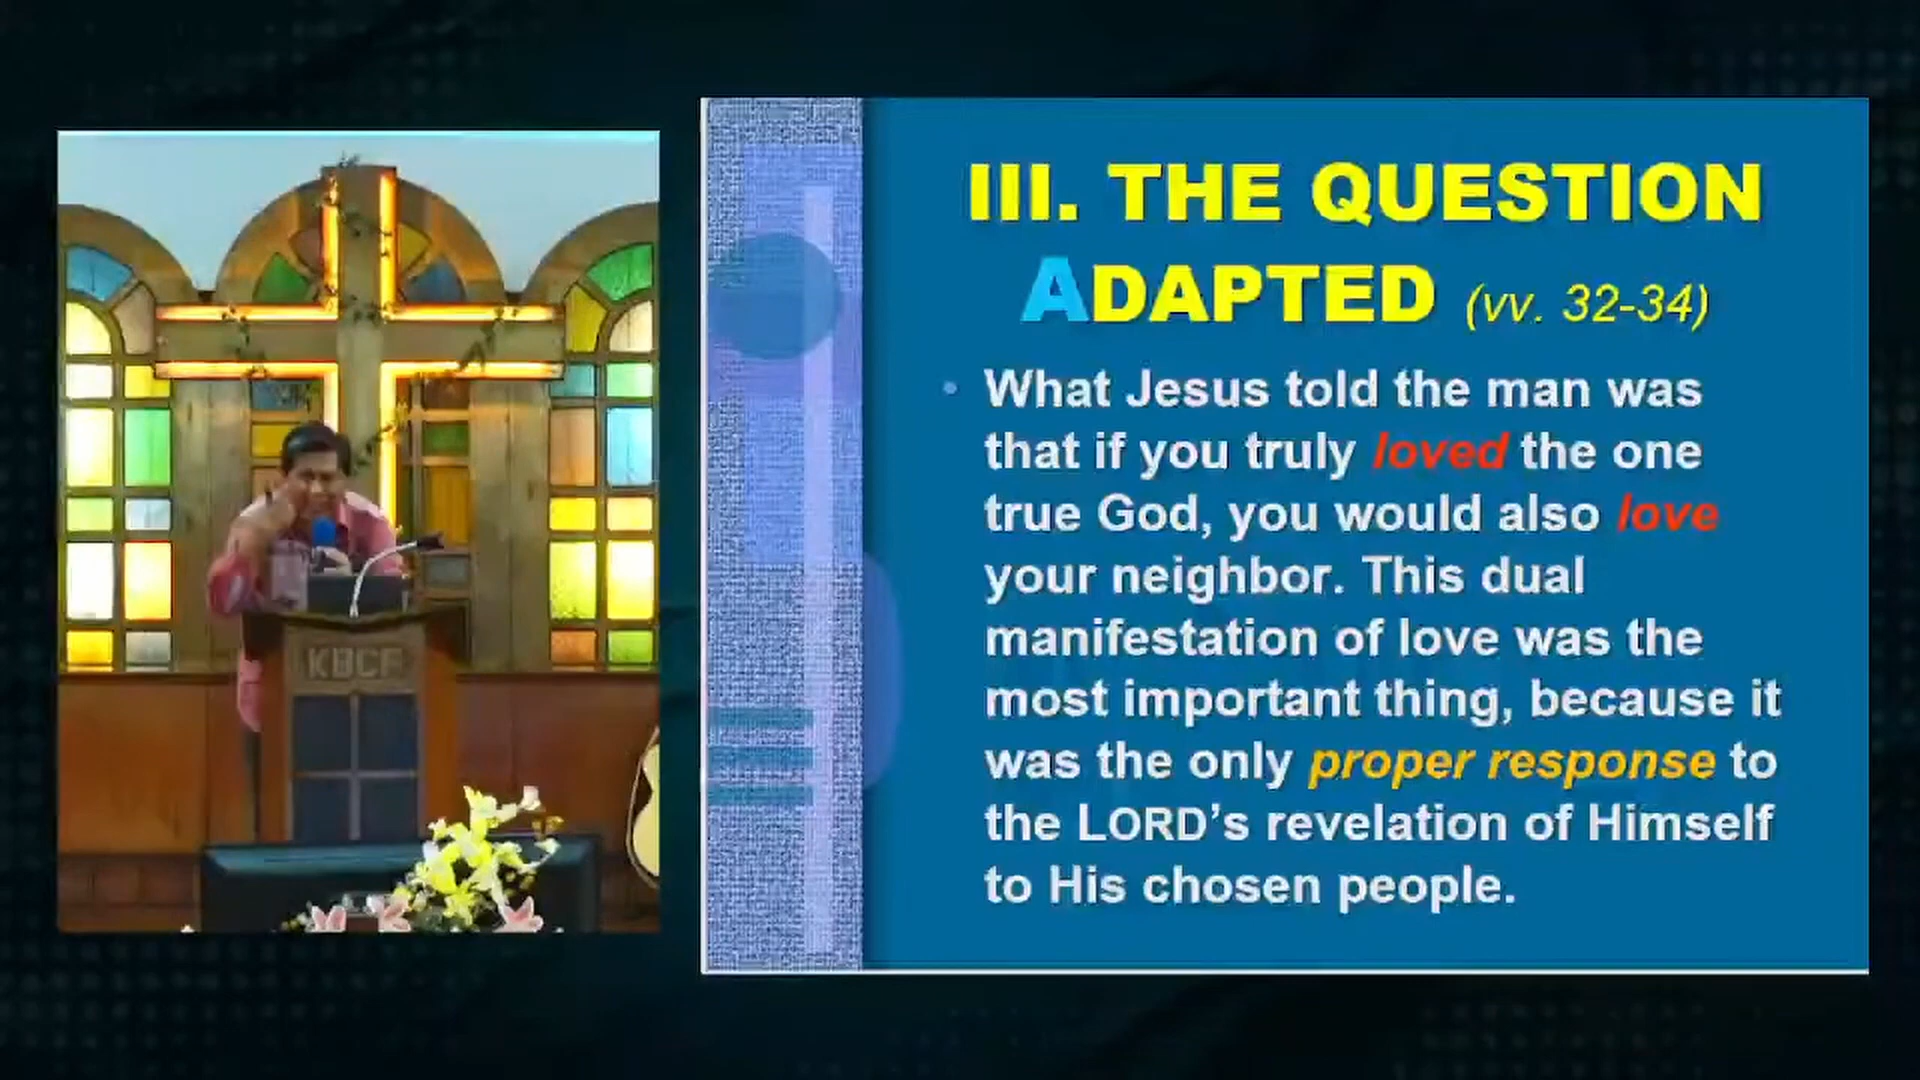 KBCF
III. THE QUESTION
ADAPTED (vv. 32-34)
• What Jesus told the man was
that if you truly loved the one
true God, you would also love
your neighbor. This dual
manifestation of love was the
most important thing, because it
was the only proper response to
the LORD’s revelation of Himself
to His chosen people.